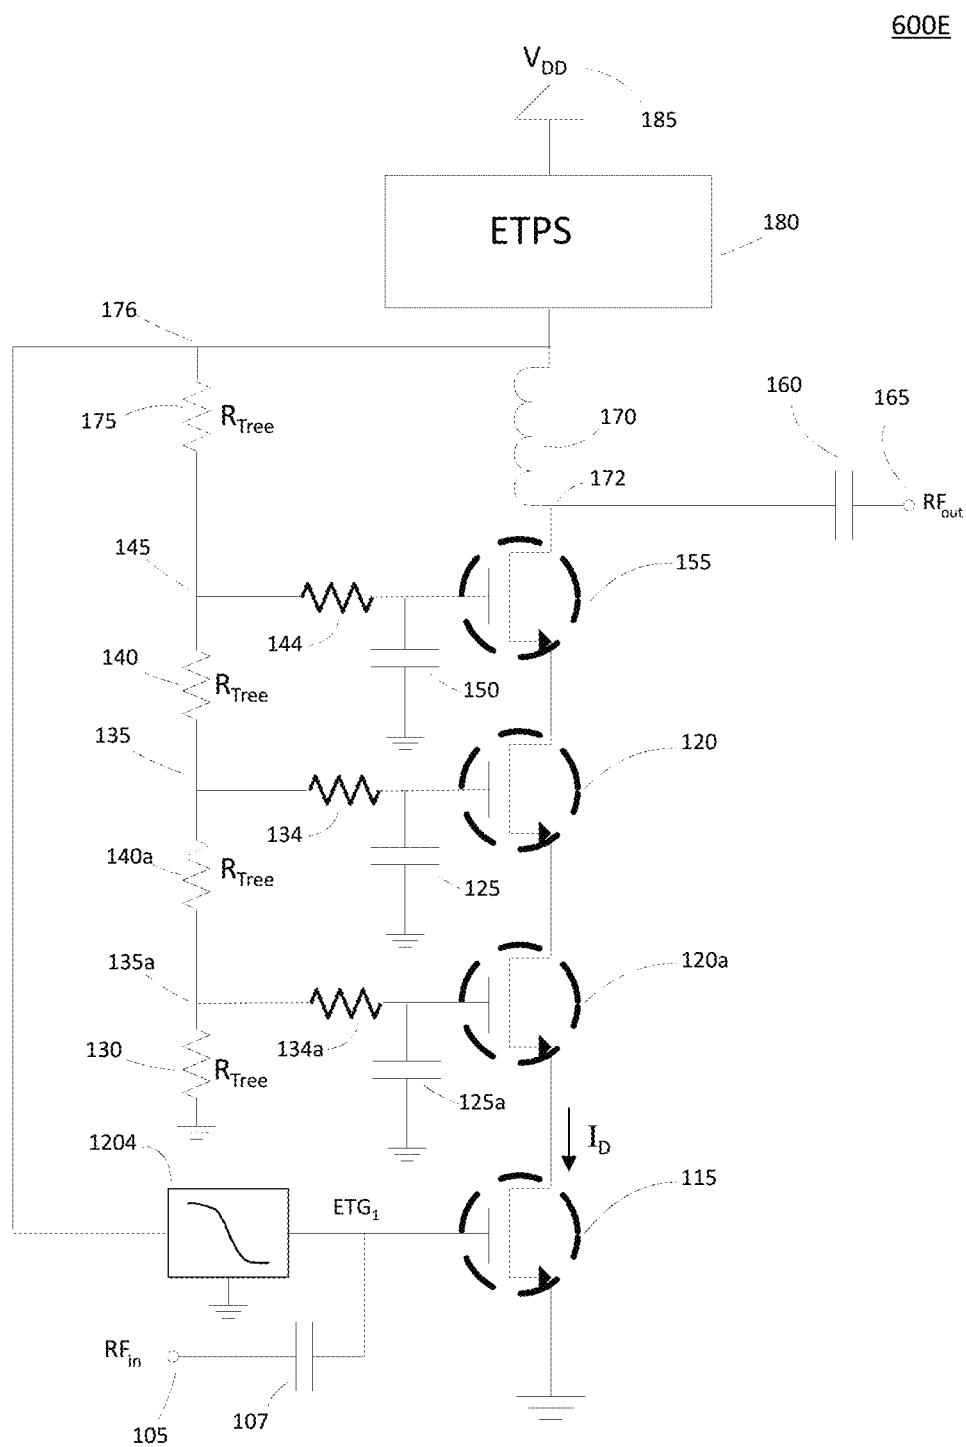 600E
V_DD
185
ETPS
180
176
175
R_Tree
170
160
165
172
RF_out
145
155
144
140
R_Tree
150
135
120
134
140a
R_Tree
125
135a
120a
130
R_Tree
134a
125a
1204
I_D
115
ETG_1
RF_in
105
107